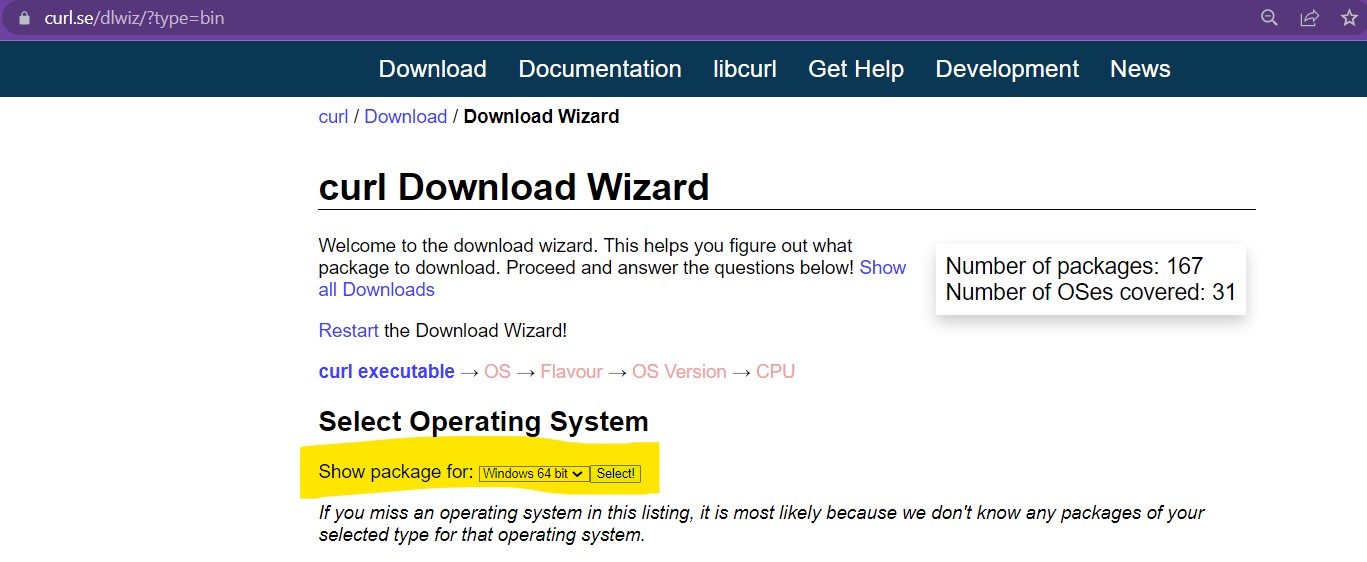 curl.se/dlwiz/?type=bin
Download Documentation libcurl Get Help Development News
curl / Download / Download Wizard
curl Download Wizard
Welcome to the download wizard. This helps you figure out what
package to download. Proceed and answer the questions below! Show
all Downloads
Number of packages: 167
Number of OSes covered: 31
Restart the Download Wizard!
curl executable → OS → Flavour → OS Version → CPU
Select Operating System
Show package for: Windows 64 bit Select!
If you miss an operating system in this listing, it is most likely because we don't know any packages of your
selected type for that operating system.